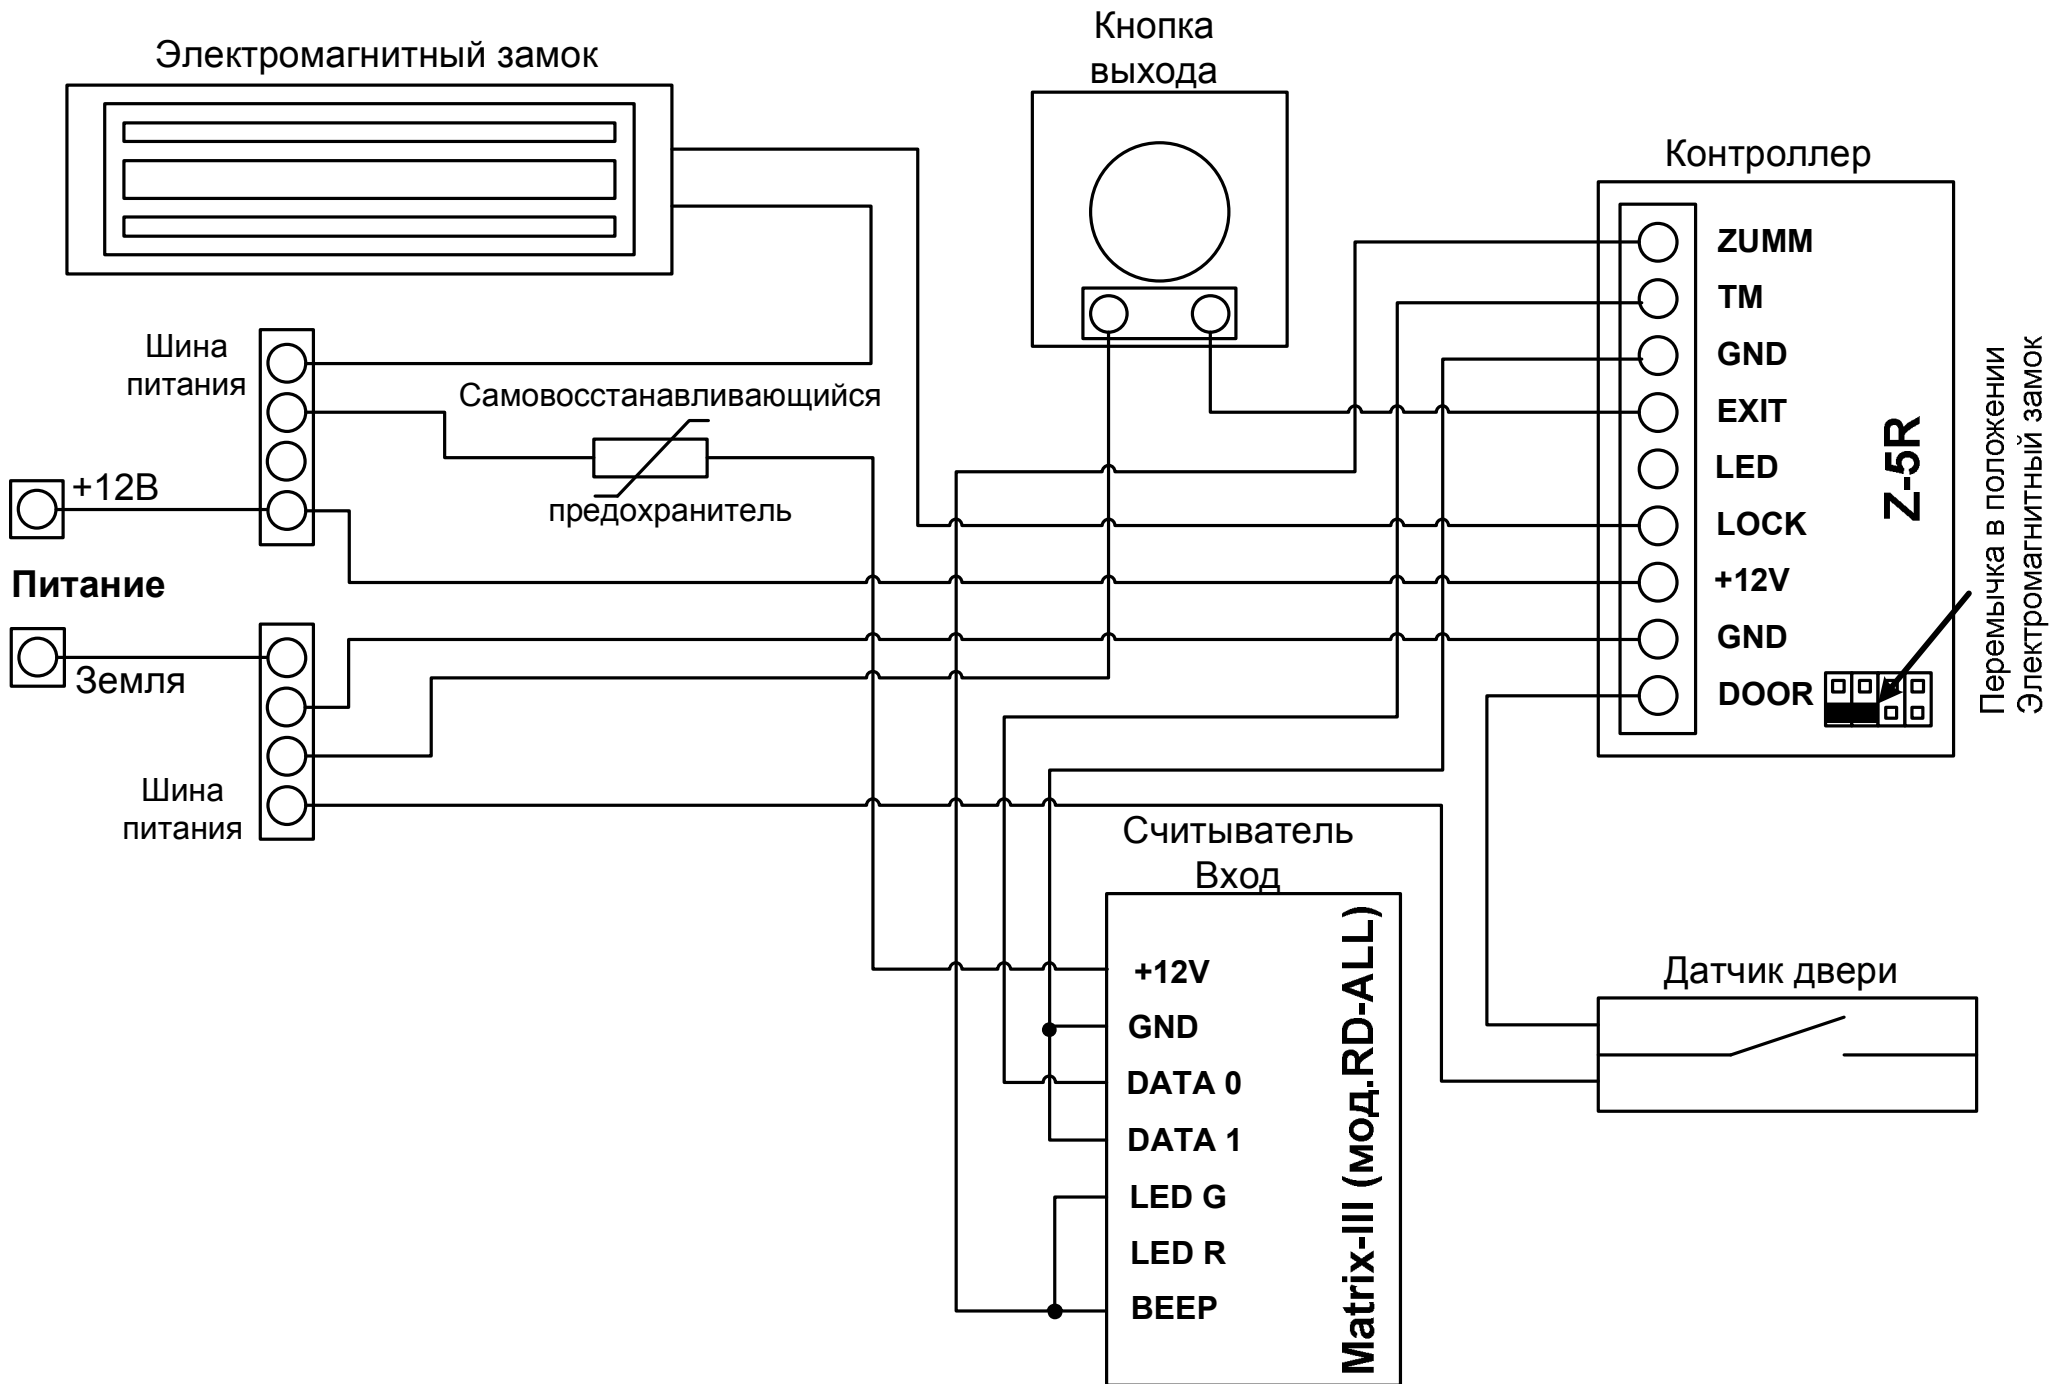 Электромагнитный замок
Кнопка
выхода
Контроллер
ZUMM
TM
GND
EXIT
LED
LOCK
+12V
GND
DOOR
Z-5R
Перемычка в положении
Электромагнитный замок
Шина
питания
Самовосстанавливающийся
предохранитель
+12В
Питание
Земля
Шина
питания
Считыватель
Вход
+12V
GND
DATA 0
DATA 1
LED G
LED R
BEEP
Matrix-III (мод.RD-ALL)
Датчик двери